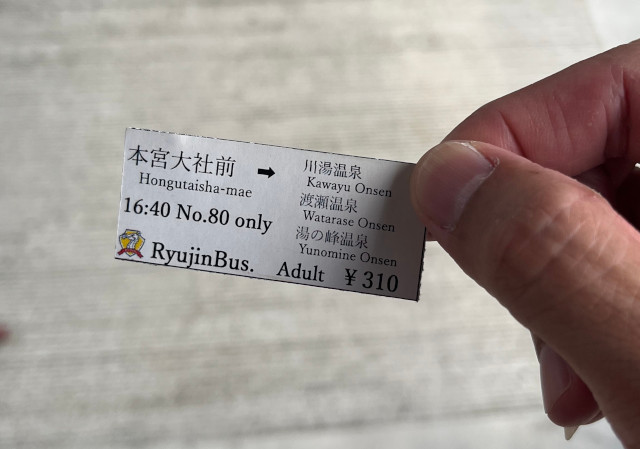 本宮大社前 ➡ 川湯温泉
Hongutaisha-mae Kawayu Onsen
渡瀬温泉
16:40 No.80 only Watarase Onsen
湯の峰温泉
Yunomine Onsen
RyujinBus. Adult ¥310